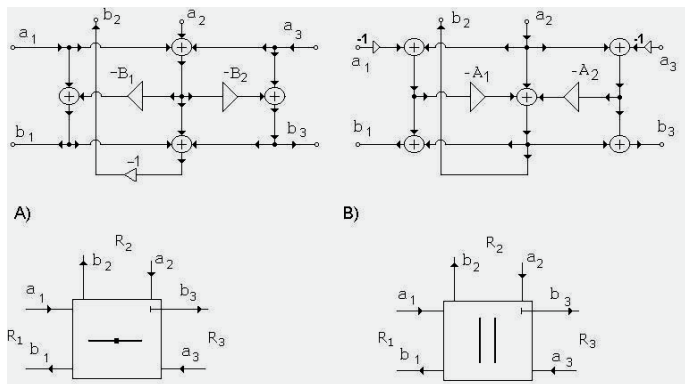 b2 a2 b2 a2
a1 a3 -1 a1 -1 a3
-B1 -B2 -A1 -A2
b1 b3 b1 b3
-1
A) B)
R2 R2
b2 a2 b2 a2
a1 b3 a1 b3
R1 R3 R1 R3
b1 a3 b1 a3